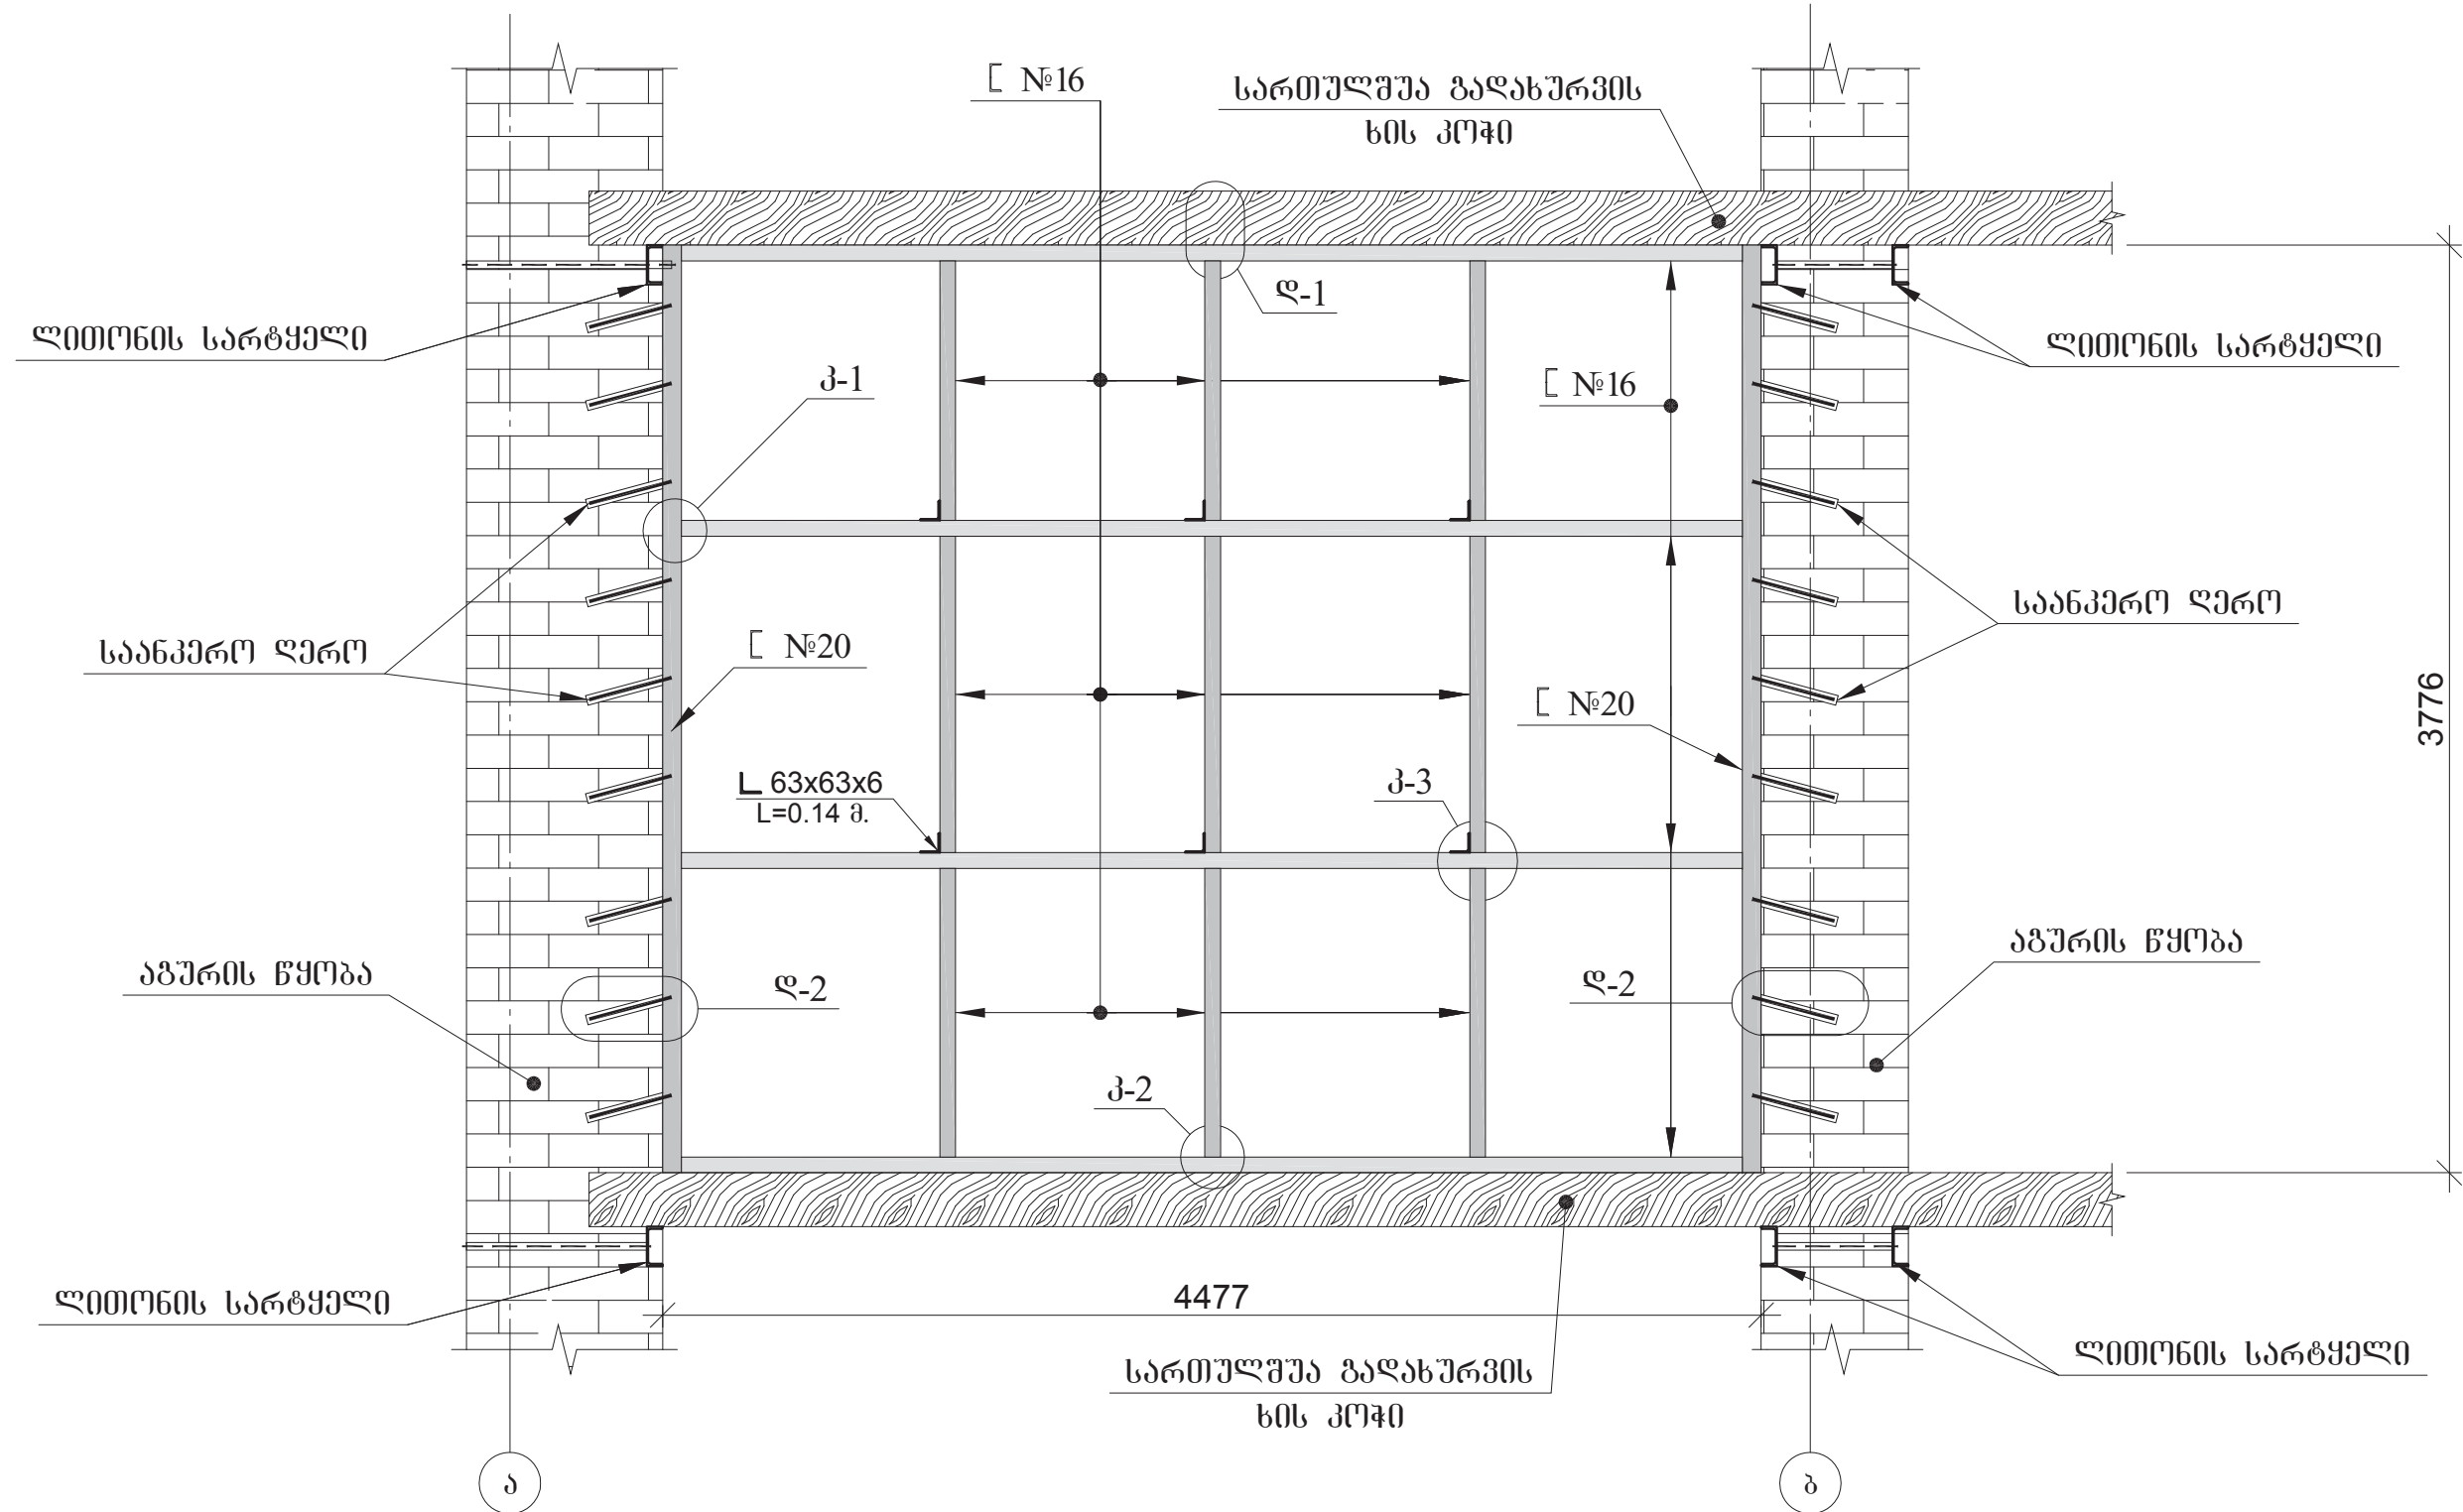 [ №16
სართულშუა გადახურვის
ხის კოჭი
დ-1
ლითონის სარტყელი
ლითონის სარტყელი
კ-1
[ №16
საანკერო ღერო
საანკერო ღერო
[ №20
[ №20
L 63x63x6
L=0.14 მ.
კ-3
3776
აგურის წყობა
აგურის წყობა
დ-2
დ-2
კ-2
ლითონის სარტყელი
4477
ლითონის სარტყელი
სართულშუა გადახურვის
ხის კოჭი
ა
ბ